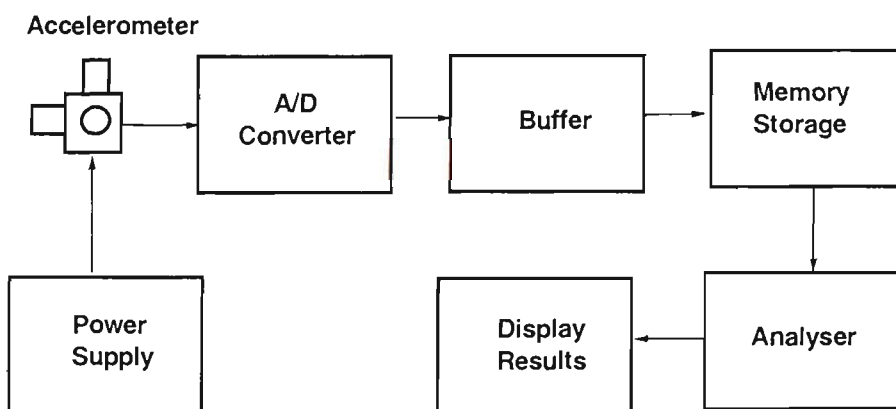 Accelerometer
A/D
Converter
Buffer
Memory
Storage
Power
Supply
Display
Results
Analyser